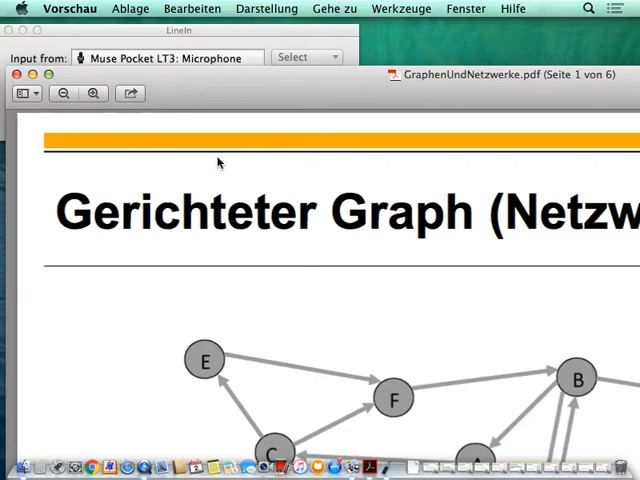 Vorschau Ablage Bearbeiten Darstellung Gehe zu Werkzeuge Fenster Hilfe
LineIn
Input from: Muse Pocket LT3: Microphone Select
GraphenUndNetzwerke.pdf (Seite 1 von 6)
Gerichteter Graph (Netzw
E
B
F
C
A